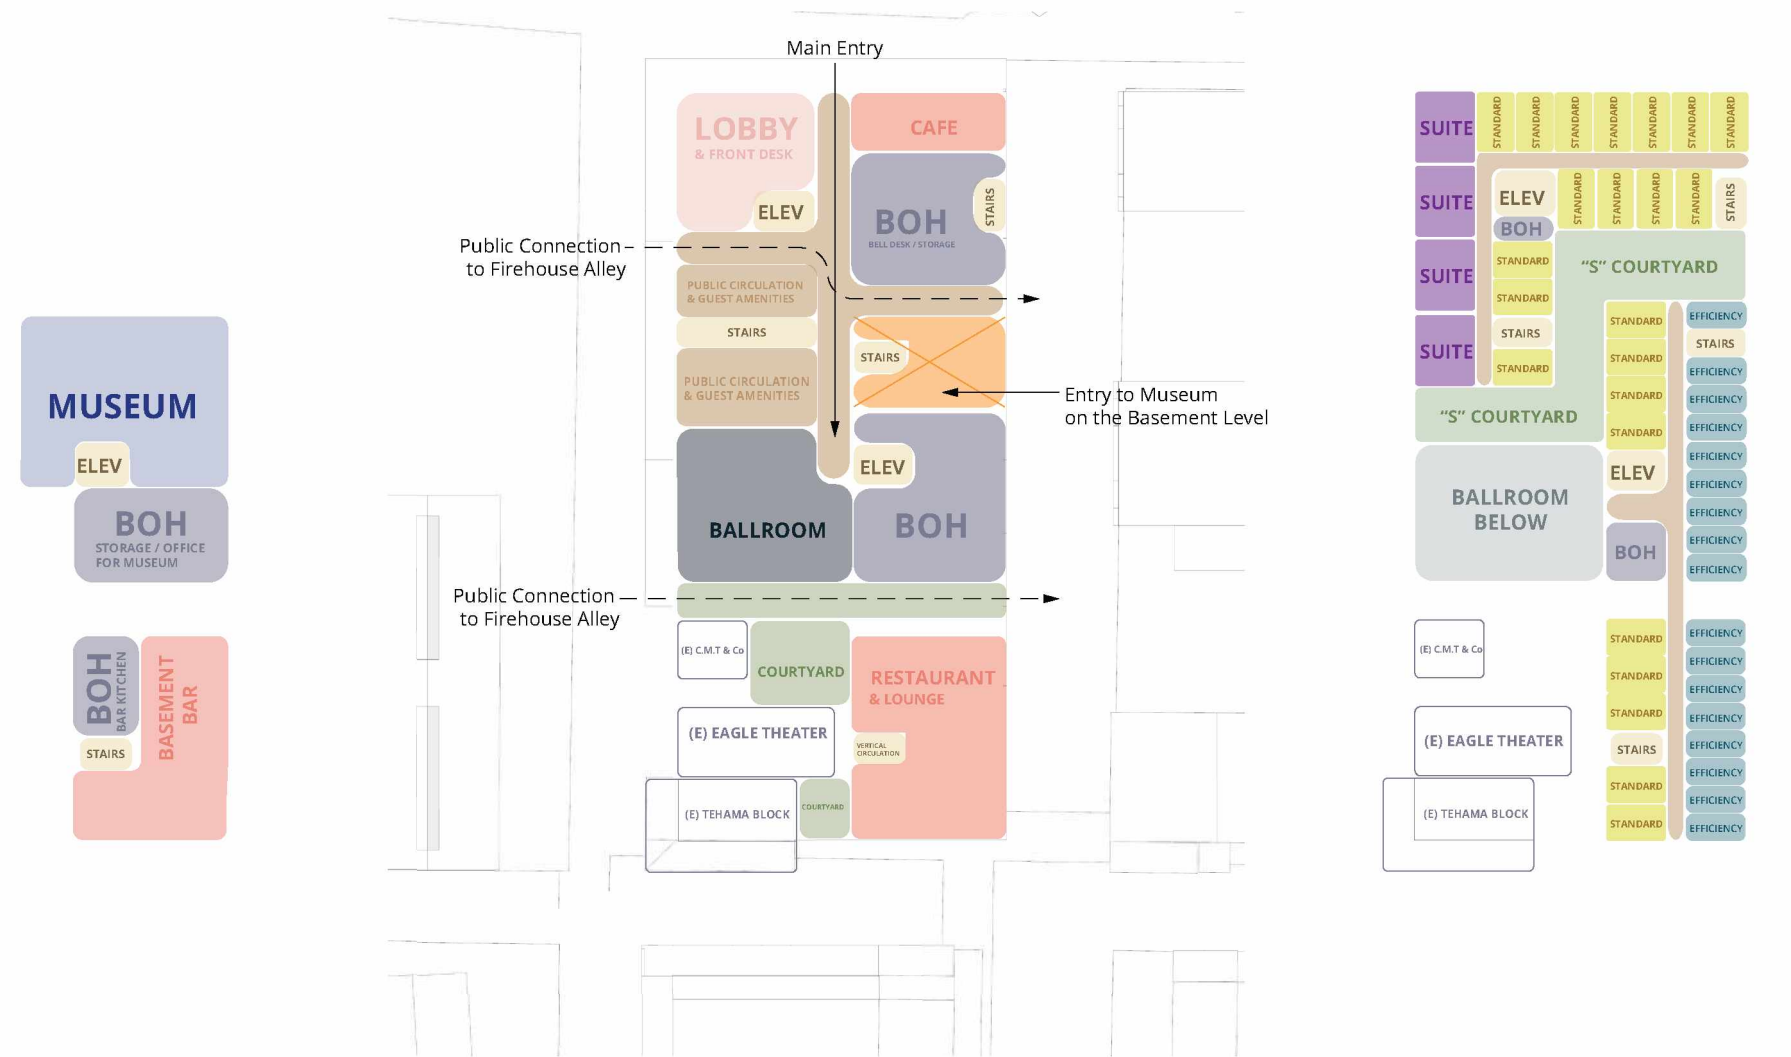 MUSEUM
ELEV
BOH
STORAGE / OFFICE
FOR MUSEUM
BOH
BAR KITCHEN
BASEMENT
BAR
STAIRS
Main Entry
LOBBY
& FRONT DESK
CAFE
ELEV
BOH
BELL DESK / STORAGE
STAIRS
Public Connection
to Firehouse Alley
PUBLIC CIRCULATION
& GUEST AMENITIES
STAIRS
STAIRS
PUBLIC CIRCULATION
& GUEST AMENITIES
Entry to Museum
on the Basement Level
ELEV
BALLROOM
BOH
Public Connection
to Firehouse Alley
(E) C.M.T & Co
COURTYARD
RESTAURANT
& LOUNGE
(E) EAGLE THEATER
VERTICAL
CIRCULATION
(E) TEHAMA BLOCK
COURTYARD
SUITE
STANDARD
STANDARD
STANDARD
STANDARD
STANDARD
STANDARD
STANDARD
SUITE
ELEV
STANDARD
STANDARD
STANDARD
STANDARD
STAIRS
BOH
SUITE
STANDARD
STANDARD
“S” COURTYARD
SUITE
STAIRS
STANDARD
“S” COURTYARD
STANDARD
STANDARD
STANDARD
STANDARD
EFFICIENCY
STAIRS
EFFICIENCY
EFFICIENCY
EFFICIENCY
EFFICIENCY
EFFICIENCY
EFFICIENCY
EFFICIENCY
EFFICIENCY
BALLROOM
BELOW
ELEV
BOH
(E) C.M.T & Co
(E) EAGLE THEATER
(E) TEHAMA BLOCK
STANDARD
STANDARD
STANDARD
STAIRS
STANDARD
STANDARD
EFFICIENCY
EFFICIENCY
EFFICIENCY
EFFICIENCY
EFFICIENCY
EFFICIENCY
EFFICIENCY
EFFICIENCY